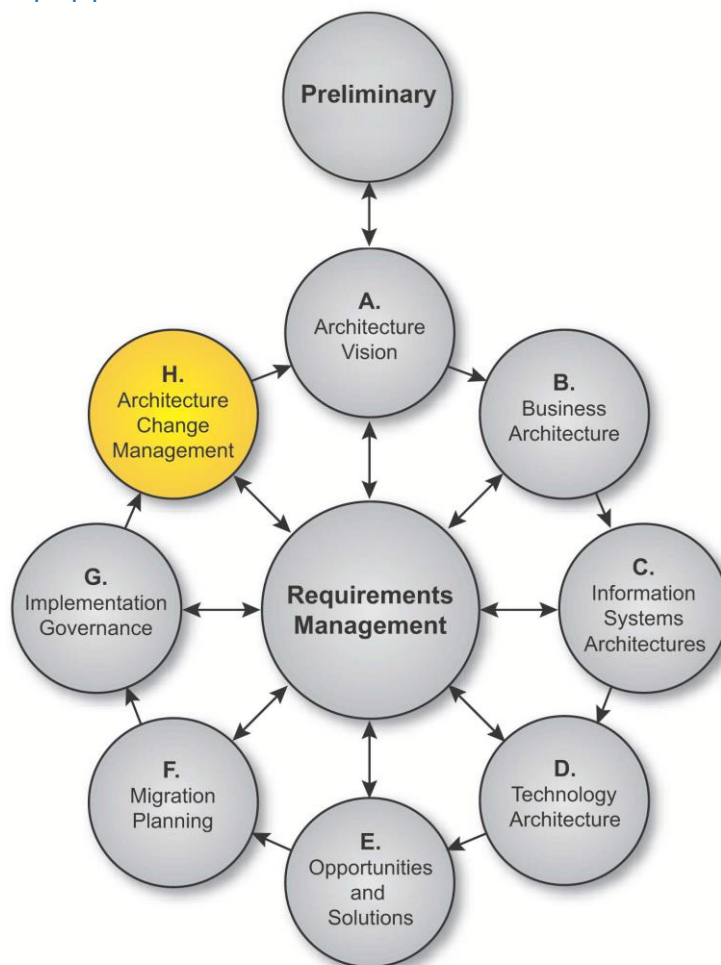 Preliminary
A.
Architecture
Vision
B.
Business
Architecture
C.
Information
Systems
Architectures
D.
Technology
Architecture
E.
Opportunities
and
Solutions
F.
Migration
Planning
G.
Implementation
Governance
H.
Architecture
Change
Management
Requirements
Management